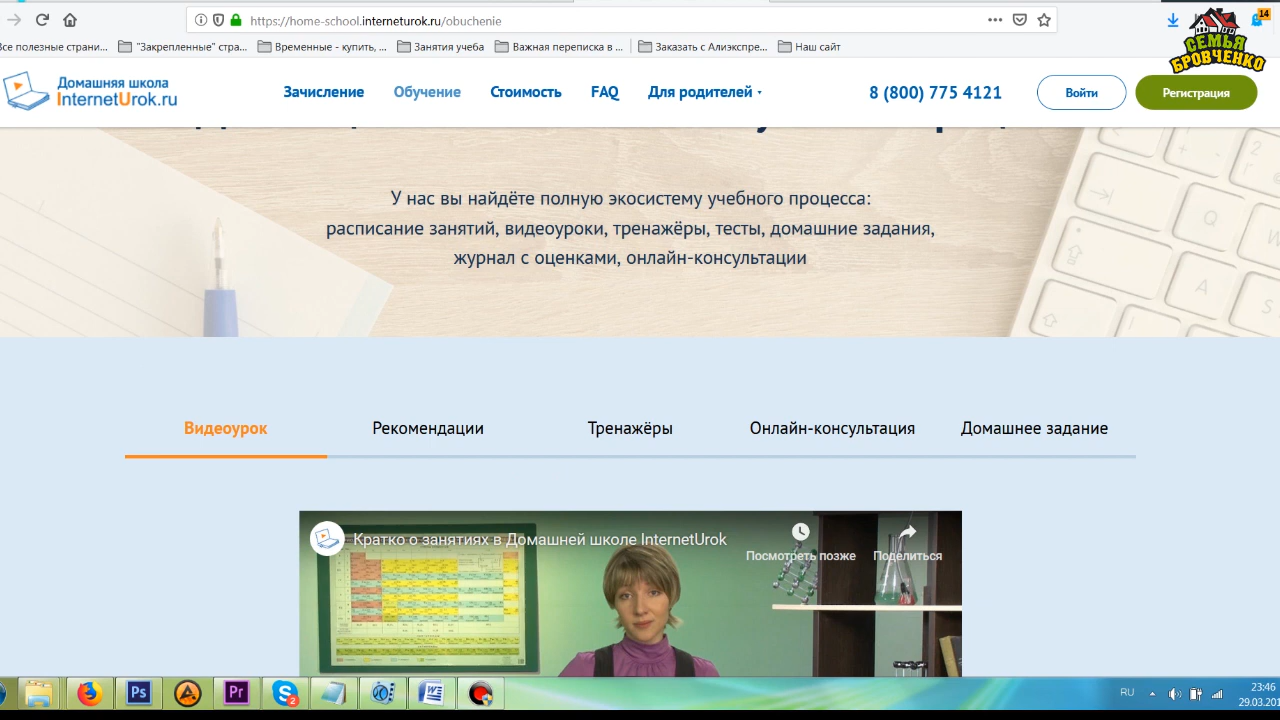 https://home-school.interneturok.ru/obuchenie
14
СЕМЬЯ
БРОВЧЕНКО
Все полезные страни...
"Закрепленные" стра...
Временные - купить, ...
Занятия учеба
Важная переписка в ...
Заказать с Алиэкспре...
Наш сайт
Домашняя школа
InternetUrok.ru
Зачисление
Обучение
Стоимость
FAQ
Для родителей
8 (800) 775 4121
Войти
Регистрация
У нас вы найдёте полную экосистему учебного процесса:
расписание занятий, видеоуроки, тренажёры, тесты, домашние задания,
журнал с оценками, онлайн-консультации
Видеоурок
Рекомендации
Тренажёры
Онлайн-консультация
Домашнее задание
Кратко о занятиях в Домашней школе InternetUrok
Посмотреть позже
Поделиться
Ps
Pr
2
RU
23:46
29.03.201